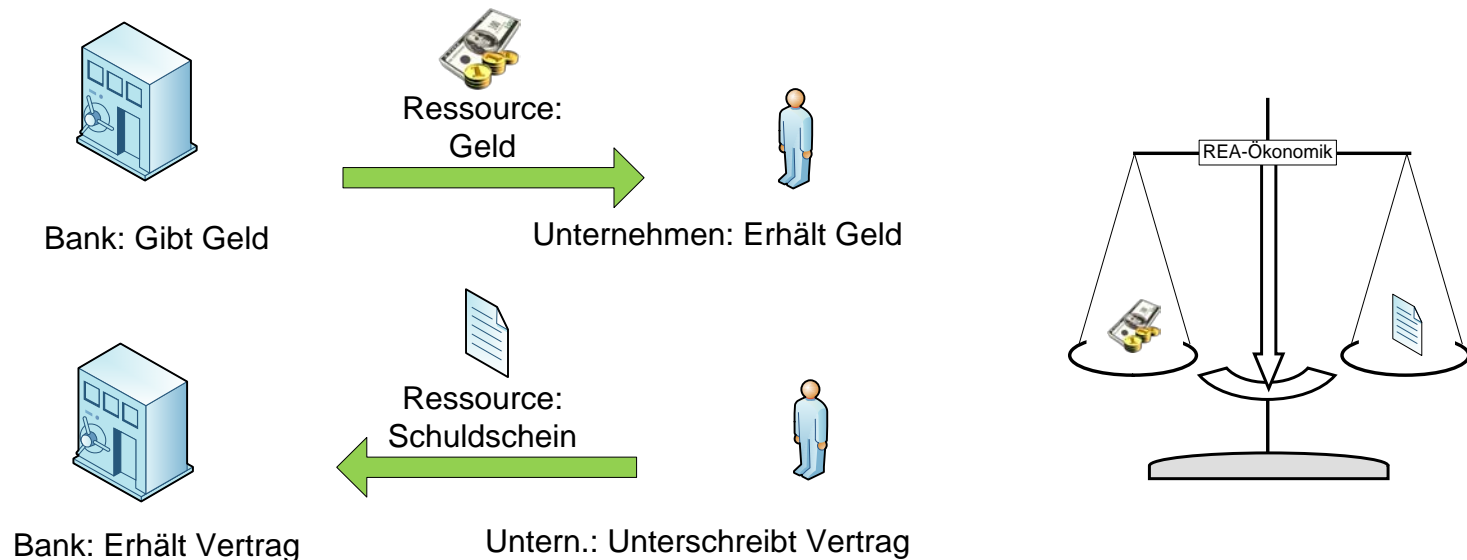 Ressource:
Geld
Bank: Gibt Geld
Unternehmen: Erhält Geld
Ressource:
Schuldschein
Bank: Erhält Vertrag
Untern.: Unterschreibt Vertrag
REA-Ökonomik